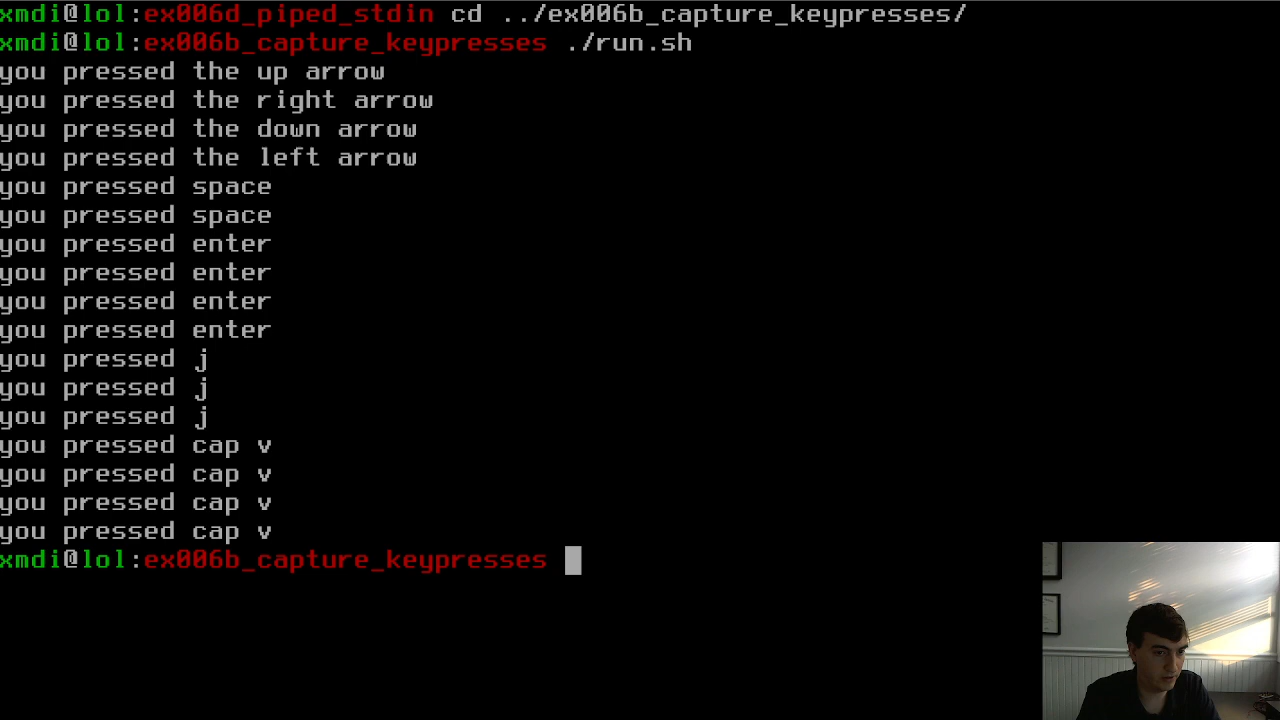 xmdi@lol:ex006d_piped_stdin cd ../ex006b_capture_keypresses/
xmdi@lol:ex006b_capture_keypresses ./run.sh
you pressed the up arrow
you pressed the right arrow
you pressed the down arrow
you pressed the left arrow
you pressed space
you pressed space
you pressed enter
you pressed enter
you pressed enter
you pressed enter
you pressed j
you pressed j
you pressed j
you pressed cap v
you pressed cap v
you pressed cap v
you pressed cap v
xmdi@lol:ex006b_capture_keypresses